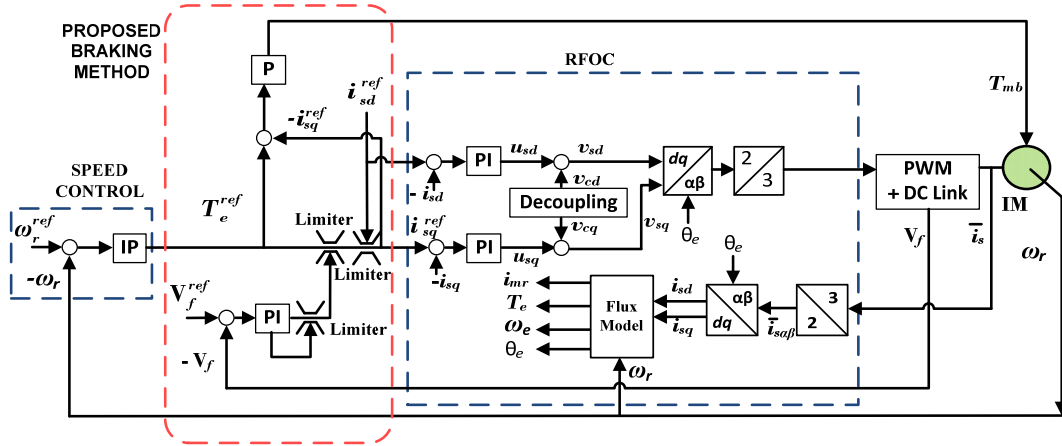 PROPOSED
BRAKING
METHOD
P
i_sd^ref
-i_sq^ref
RFOC
T_mb
SPEED
CONTROL
T_e^ref
PI
u_sd
v_sd
dq
αβ
2
3
PWM
+ DC Link
IM
- i_sd
v_cd
Decoupling
v_cq
v_sq
θ_e
V_f
i̅_s
ω_r
ω_r^ref
IP
-ω_r
Limiter
Limiter
i_sq^ref
PI
u_sq
-i_sq
θ_e
V_f^ref
PI
Limiter
- V_f
i_mr
T_e
ω_e
θ_e
Flux
Model
i_sd
i_sq
αβ
dq
i̅_sαβ
3
2
ω_r